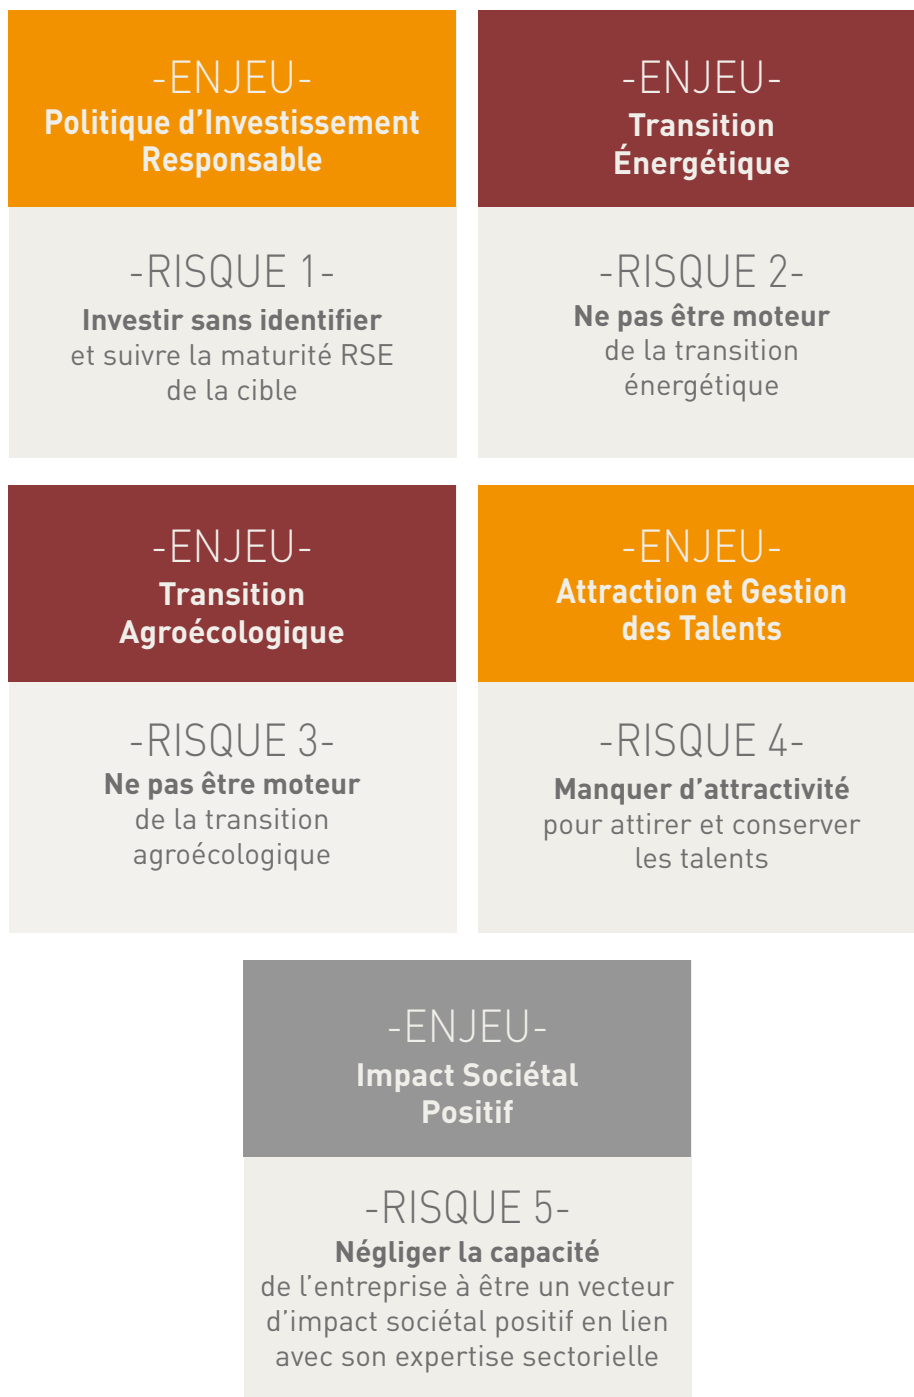 -ENJEU-
Politique d’Investissement
Responsable
-RISQUE 1-
Investir sans identifier
et suivre la maturité RSE
de la cible
-ENJEU-
Transition
Énergétique
-RISQUE 2-
Ne pas être moteur
de la transition
énergétique
-ENJEU-
Transition
Agroécologique
-RISQUE 3-
Ne pas être moteur
de la transition
agroécologique
-ENJEU-
Attraction et Gestion
des Talents
-RISQUE 4-
Manquer d’attractivité
pour attirer et conserver
les talents
-ENJEU-
Impact Sociétal
Positif
-RISQUE 5-
Négliger la capacité
de l’entreprise à être un vecteur
d’impact sociétal positif en lien
avec son expertise sectorielle